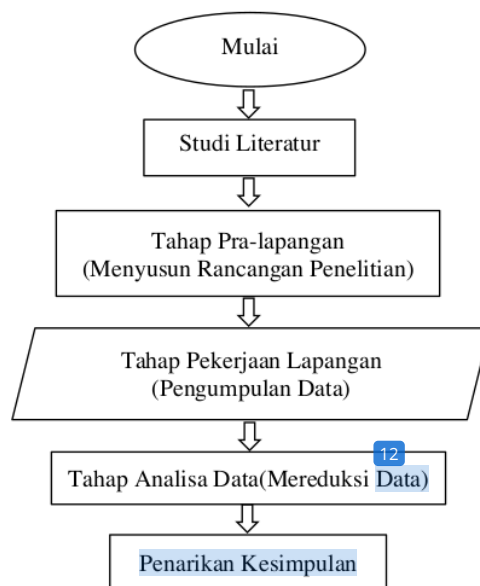 Mulai
Studi Literatur
Tahap Pra-lapangan
(Menyusun Rancangan Penelitian)
Tahap Pekerjaan Lapangan
(Pengumpulan Data)
12
Tahap Analisa Data(Mereduksi Data)
Penarikan Kesimpulan